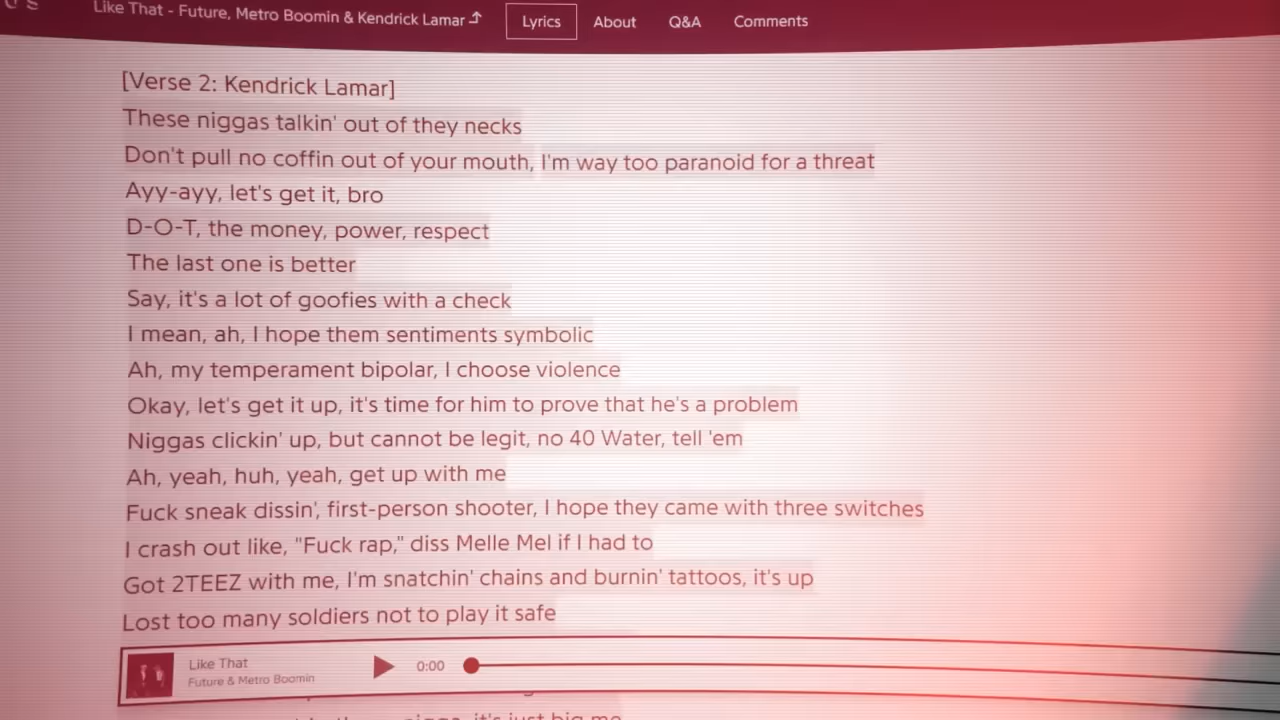 Like That - Future, Metro Boomin & Kendrick Lamar
Lyrics
About
Q&A
Comments
[Verse 2: Kendrick Lamar]
These niggas talkin' out of they necks
Don't pull no coffin out of your mouth, I'm way too paranoid for a threat
Ayy-ayy, let's get it, bro
D-O-T, the money, power, respect
The last one is better
Say, it's a lot of goofies with a check
I mean, ah, I hope them sentiments symbolic
Ah, my temperament bipolar, I choose violence
Okay, let's get it up, it's time for him to prove that he's a problem
Niggas clickin' up, but cannot be legit, no 40 Water, tell 'em
Ah, yeah, huh, yeah, get up with me
Fuck sneak dissin', first-person shooter, I hope they came with three switches
I crash out like, "Fuck rap," diss Melle Mel if I had to
Got 2TEEZ with me, I'm snatchin' chains and burnin' tattoos, it's up
Lost too many soldiers not to play it safe
Like That
Future & Metro Boomin
0:00
it's just big me